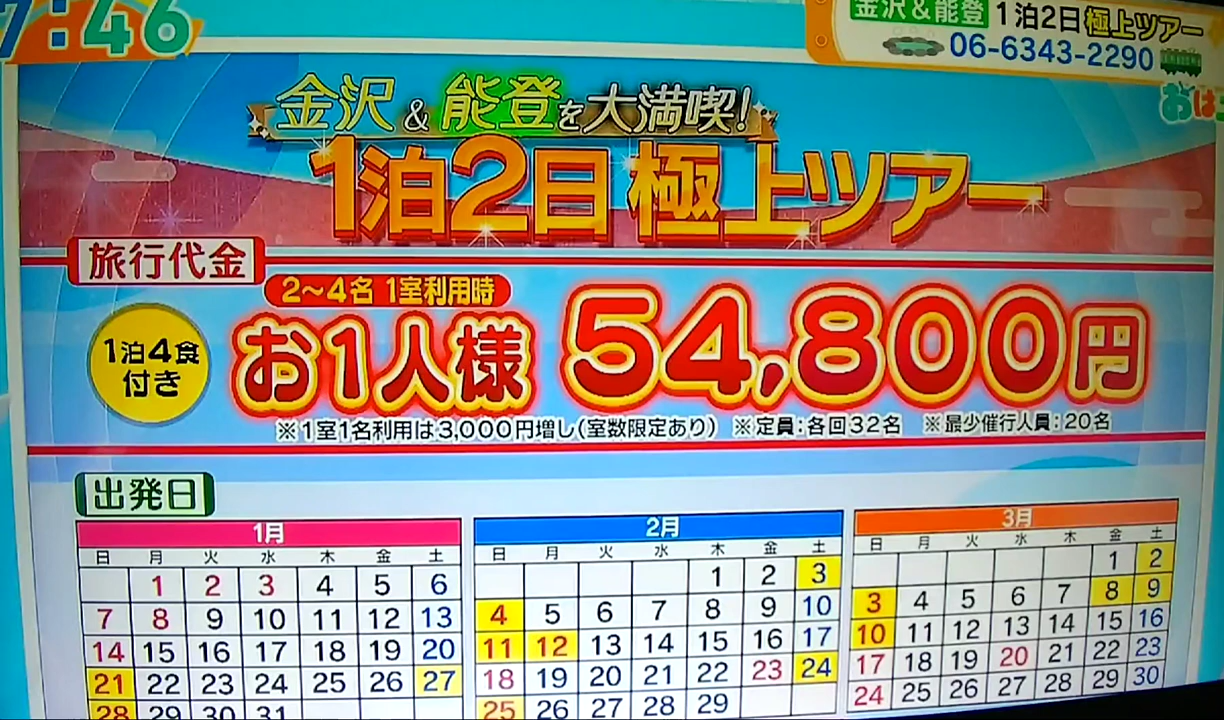 7:46
金沢&能登 1泊2日極上ツアー
06-6343-2290
おは
金沢&能登を大満喫!
1泊2日極上ツアー
旅行代金
2〜4名 1室利用時
1泊4食
付き
お1人様 54,800円
※1室1名利用は3,000円増し(室数限定あり) ※定員:各回32名 ※最少催行人員:20名
出発日
1月
日 月 火 水 木 金 土
1 2 3 4 5 6
7 8 9 10 11 12 13
14 15 16 17 18 19 20
21 22 23 24 25 26 27
28 29 30 31
2月
日 月 火 水 木 金 土
1 2 3
4 5 6 7 8 9 10
11 12 13 14 15 16 17
18 19 20 21 22 23 24
25 26 27 28 29
3月
日 月 火 水 木 金 土
1 2
3 4 5 6 7 8 9
10 11 12 13 14 15 16
17 18 19 20 21 22 23
24 25 26 27 28 29 30